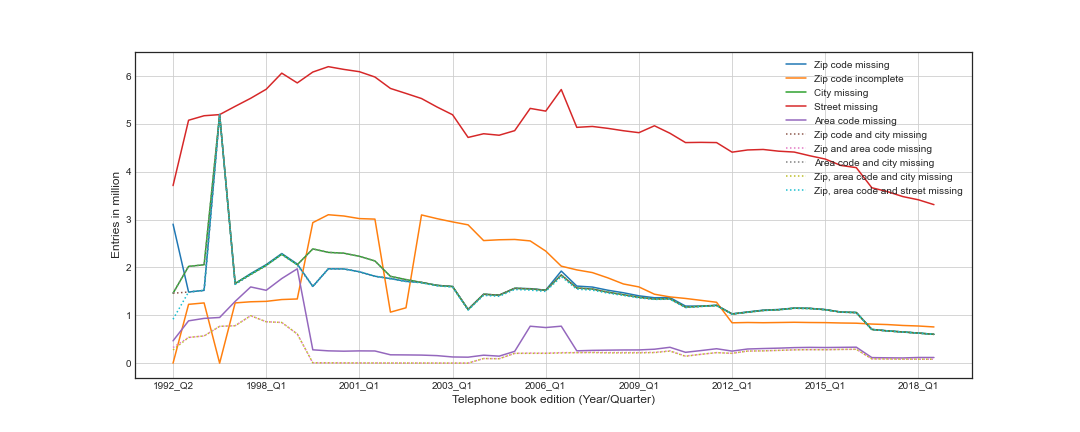 6
5
4
3
2
1
0
Entries in million
Zip code missing
Zip code incomplete
City missing
Street missing
Area code missing
Zip code and city missing
Zip and area code missing
Area code and city missing
Zip, area code and city missing
Zip, area code and street missing
1992_Q2 1998_Q1 2001_Q1 2003_Q1 2006_Q1 2009_Q1 2012_Q1 2015_Q1 2018_Q1
Telephone book edition (Year/Quarter)